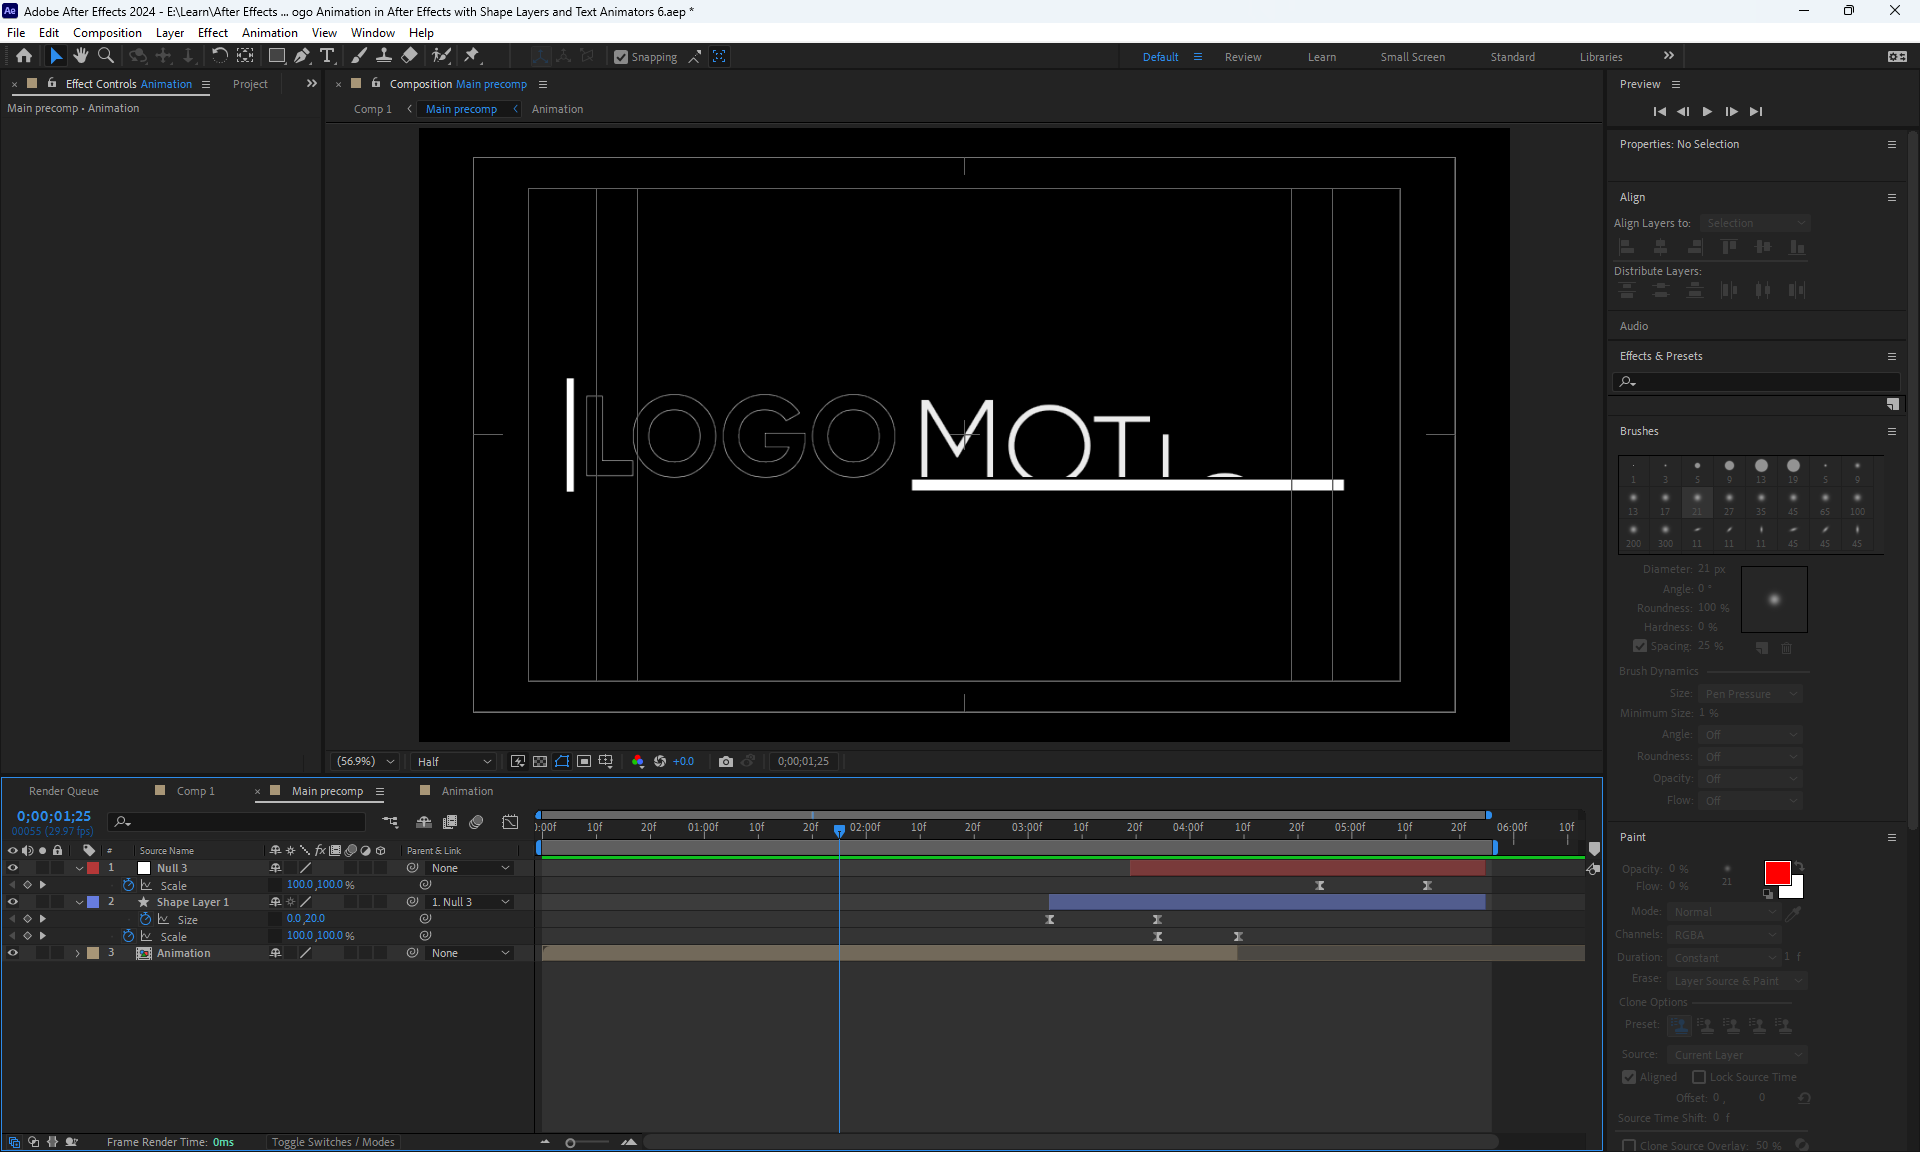 Adobe After Effects 2024 - E:\Learn\After Effects ... ogo Animation in After Effects with Shape Layers and Text Animators 6.aep *
File Edit Composition Layer Effect Animation View Window Help
Snapping
Default Review Learn Small Screen Standard Libraries
Effect Controls Animation Project
Main precomp • Animation
Composition Main precomp
Comp 1 Main precomp Animation
LOGO MOTI
(56.9%) Half +0.0 0;00;01;25
Preview
Properties: No Selection
Align
Align Layers to: Selection
Distribute Layers:
Audio
Effects & Presets
Brushes
1 3 5 9 13 19 5 9
13 17 21 27 35 45 65 100
200 300 11 11 11 45 45 45
Diameter: 21 px
Angle: 0 °
Roundness: 100 %
Hardness: 0 %
Spacing: 25 %
Brush Dynamics
Size: Pen Pressure
Minimum Size: 1 %
Angle: Off
Roundness: Off
Opacity: Off
Flow: Off
Paint
Opacity: 0 %
Flow: 0 %
21
Mode: Normal
Channels: RGBA
Duration: Constant 1 f
Erase: Layer Source & Paint
Clone Options
Preset:
Source: Current Layer
Aligned Lock Source Time
Offset: 0 , 0
Source Time Shift: 0 f
Clone Source Overlay: 50 %
Render Queue Comp 1 Main precomp Animation
0;00;01;25
00055 (29.97 fps)
):00f 10f 20f 01:00f 10f 20f 02:00f 10f 20f 03:00f 10f 20f 04:00f 10f 20f 05:00f 10f 20f 06:00f 10f
# Source Name fx Parent & Link
1 Null 3 None
Scale 100.0,100.0 %
2 Shape Layer 1 1. Null 3
Size 0.0,20.0
Scale 100.0,100.0 %
3 Animation None
Frame Render Time: 0ms Toggle Switches / Modes